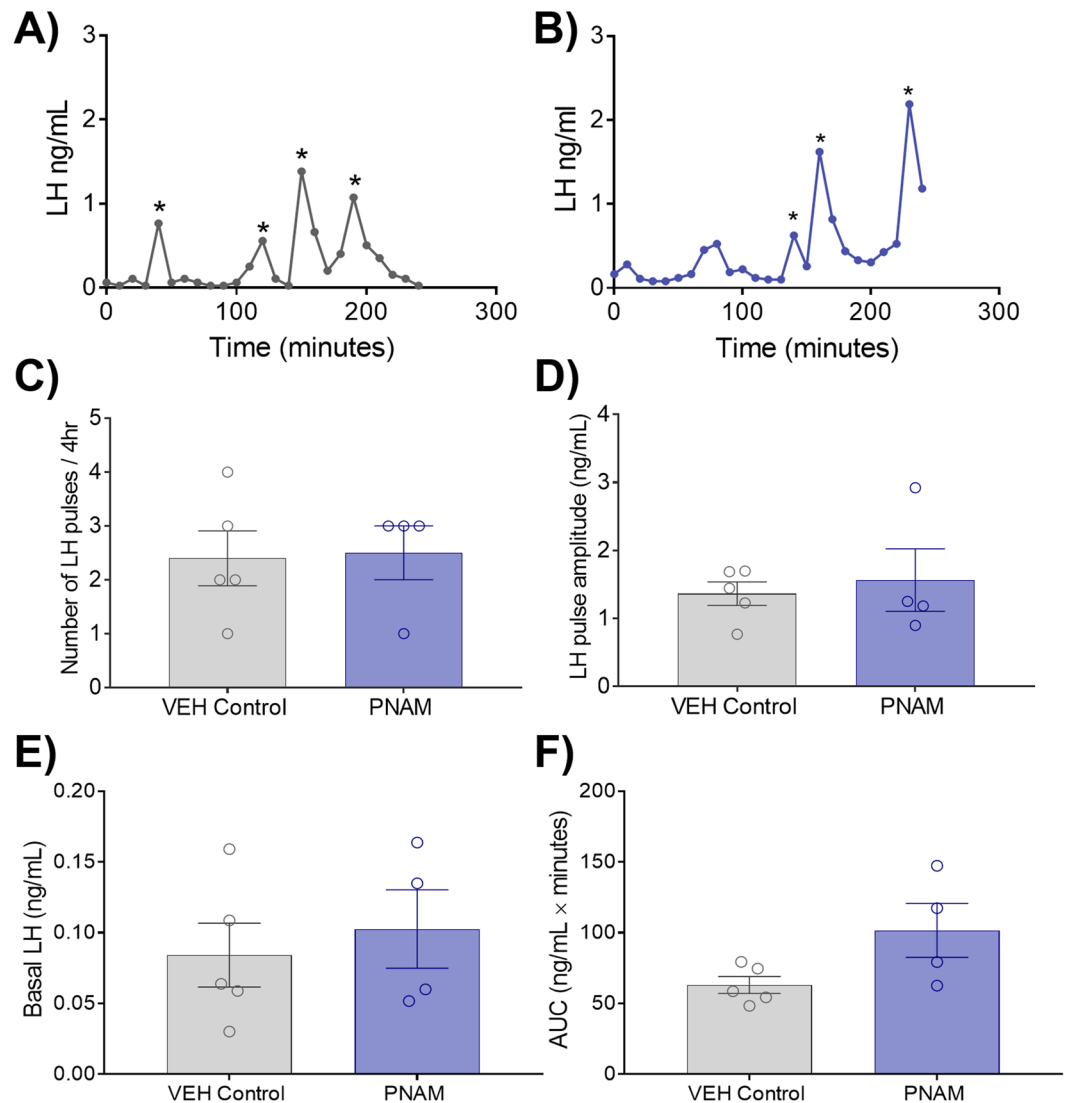 A)
LH ng/mL
3
2
1
0
* * * *
0 100 200 300
Time (minutes)
B)
LH ng/ml
3
2
1
0
* * *
0 100 200 300
Time (minutes)
C)
Number of LH pulses / 4hr
5
4
3
2
1
0
VEH Control PNAM
D)
LH pulse amplitude (ng/mL)
4
3
2
1
0
VEH Control PNAM
E)
Basal LH (ng/mL)
0.20
0.15
0.10
0.05
0.00
VEH Control PNAM
F)
AUC (ng/mL × minutes)
200
150
100
50
0
VEH Control PNAM